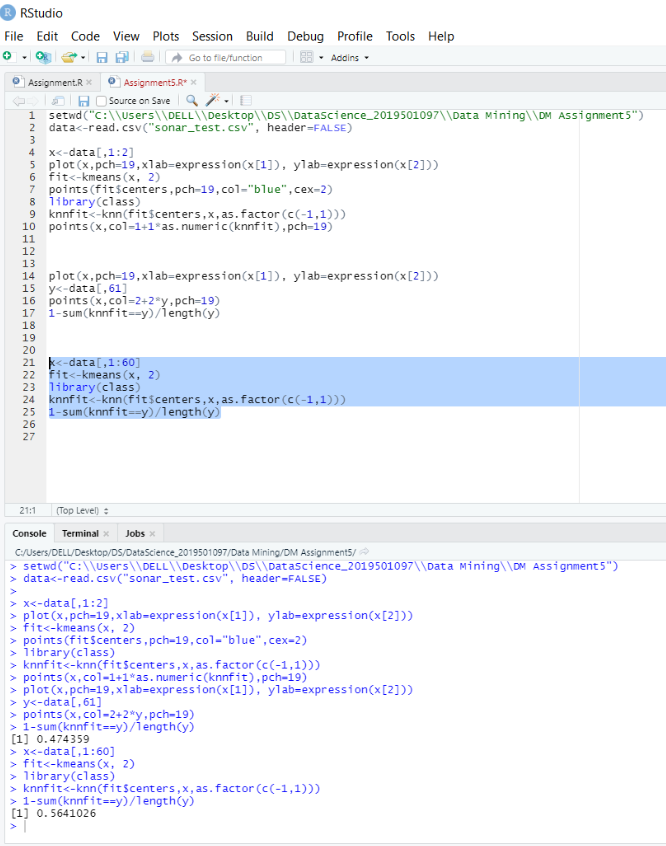 R RStudio
File Edit Code View Plots Session Build Debug Profile Tools Help
Go to file/function Addins
Assignment.R × Assignment5.R* ×
Source on Save
1 setwd("C:\\Users\\DELL\\Desktop\\DS\\DataScience_2019501097\\Data Mining\\DM Assignment5")
2 data<-read.csv("sonar_test.csv", header=FALSE)
3
4 x<-data[,1:2]
5 plot(x,pch=19,xlab=expression(x[1]), ylab=expression(x[2]))
6 fit<-kmeans(x, 2)
7 points(fit$centers,pch=19,col="blue",cex=2)
8 library(class)
9 knnfit<-knn(fit$centers,x,as.factor(c(-1,1)))
10 points(x,col=1+1*as.numeric(knnfit),pch=19)
11
12
13
14 plot(x,pch=19,xlab=expression(x[1]), ylab=expression(x[2]))
15 y<-data[,61]
16 points(x,col=2+2*y,pch=19)
17 1-sum(knnfit==y)/length(y)
18
19
20
21 x<-data[,1:60]
22 fit<-kmeans(x, 2)
23 library(class)
24 knnfit<-knn(fit$centers,x,as.factor(c(-1,1)))
25 1-sum(knnfit==y)/length(y)
26
27
21:1 (Top Level)
Console Terminal × Jobs ×
C:/Users/DELL/Desktop/DS/DataScience_2019501097/Data Mining/DM Assignment5/
> setwd("C:\\Users\\DELL\\Desktop\\DS\\DataScience_2019501097\\Data Mining\\DM Assignment5")
> data<-read.csv("sonar_test.csv", header=FALSE)
>
> x<-data[,1:2]
> plot(x,pch=19,xlab=expression(x[1]), ylab=expression(x[2]))
> fit<-kmeans(x, 2)
> points(fit$centers,pch=19,col="blue",cex=2)
> library(class)
> knnfit<-knn(fit$centers,x,as.factor(c(-1,1)))
> points(x,col=1+1*as.numeric(knnfit),pch=19)
> plot(x,pch=19,xlab=expression(x[1]), ylab=expression(x[2]))
> y<-data[,61]
> points(x,col=2+2*y,pch=19)
> 1-sum(knnfit==y)/length(y)
[1] 0.474359
> x<-data[,1:60]
> fit<-kmeans(x, 2)
> library(class)
> knnfit<-knn(fit$centers,x,as.factor(c(-1,1)))
> 1-sum(knnfit==y)/length(y)
[1] 0.5641026
>